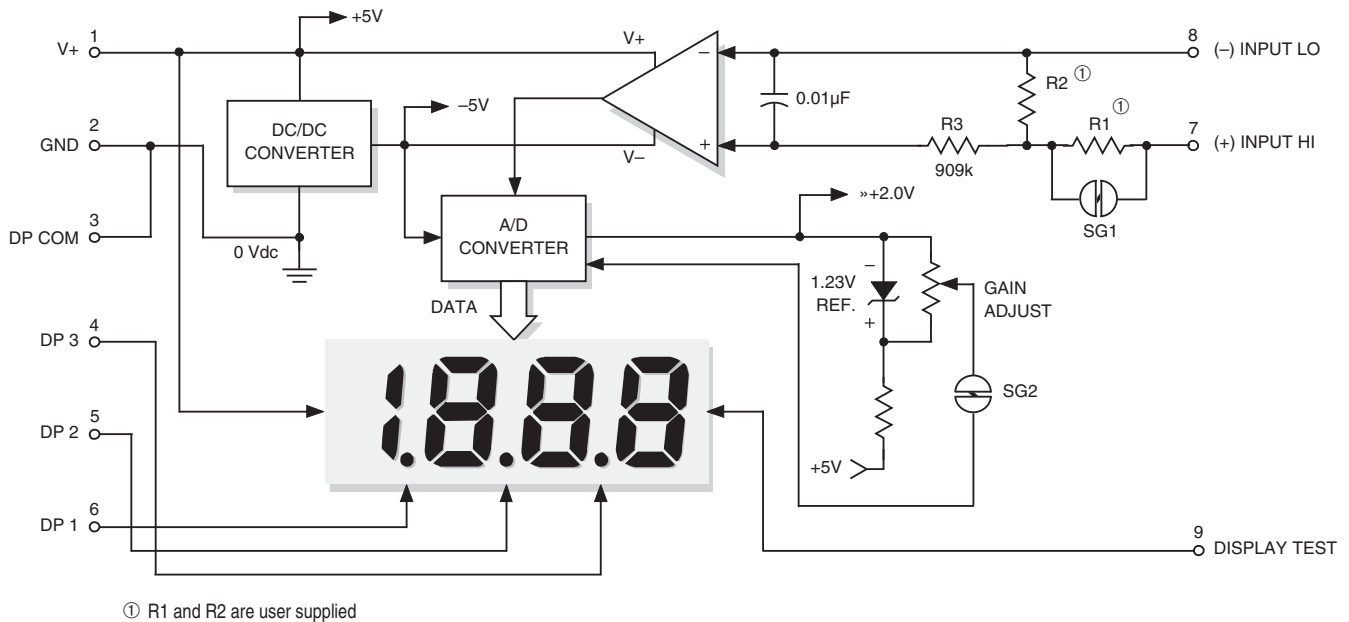 +5V
V+ 1
V+
8 (–) INPUT LO
–
R2 ①
–5V
0.01µF
DC/DC
CONVERTER
①
R1
7 (+) INPUT HI
R3
909k
2
GND
+
V–
SG1
»+2.0V
3
DP COM
0 Vdc
A/D
CONVERTER
–
1.23V
REF.
+
GAIN
ADJUST
DATA
4
DP 3
1.8.8.8
SG2
5
DP 2
+5V
6
DP 1
9
DISPLAY TEST
① R1 and R2 are user supplied